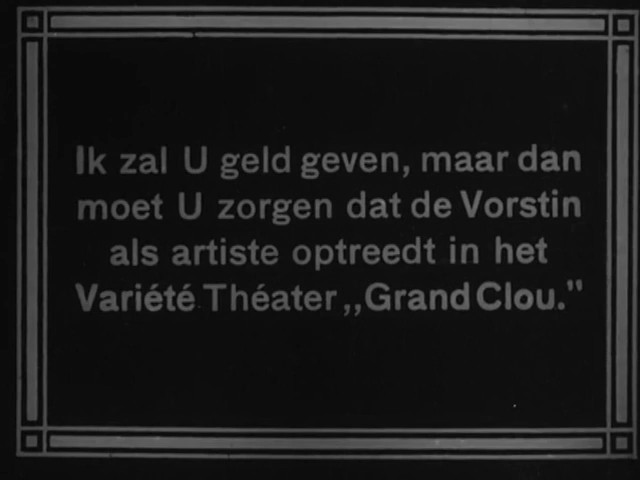 Ik zal U geld geven, maar dan
moet U zorgen dat de Vorstin
als artiste optreedt in het
Variété Théater „Grand Clou."